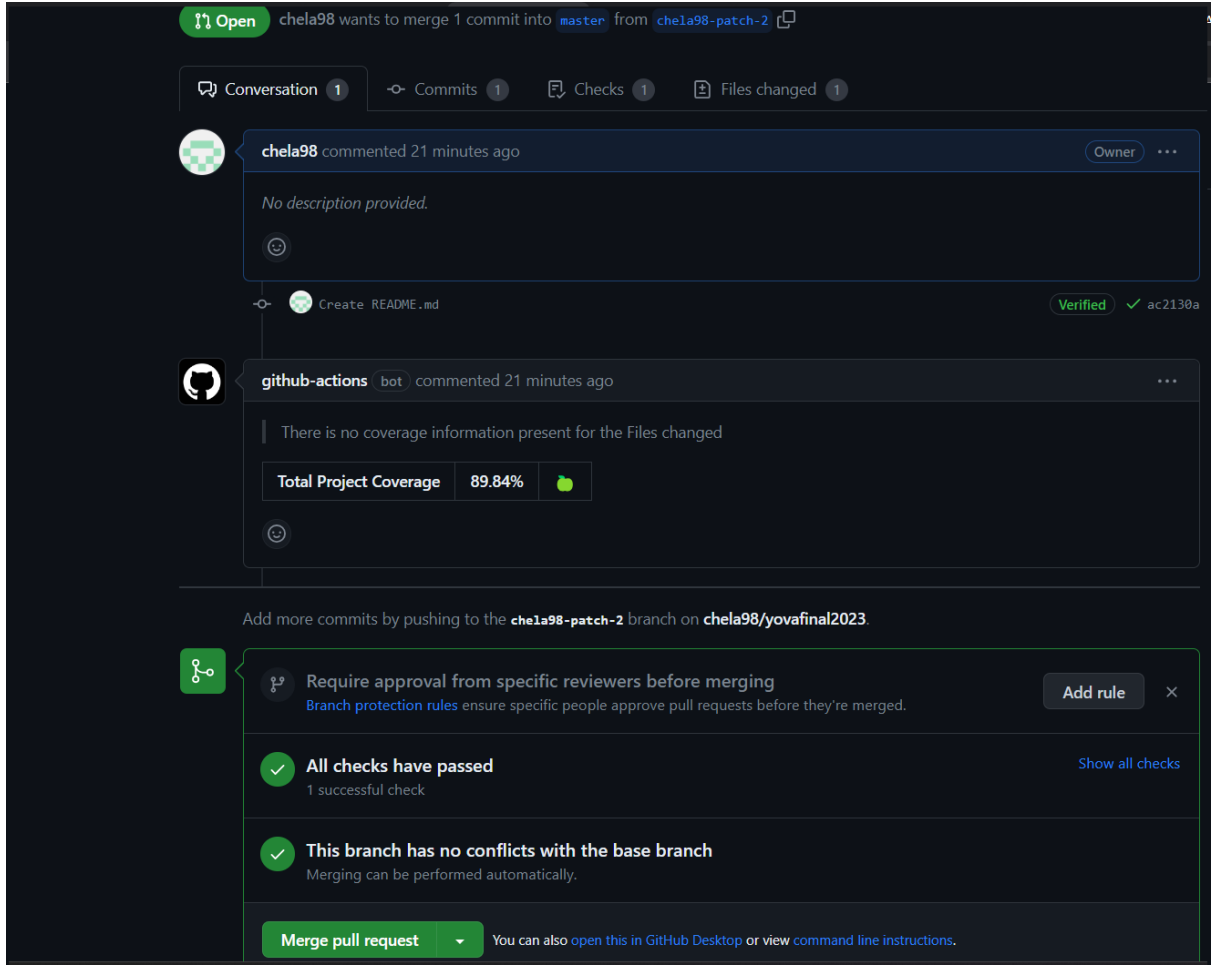 Open chela98 wants to merge 1 commit into master from chela98-patch-2
Conversation 1 Commits 1 Checks 1 Files changed 1
chela98 commented 21 minutes ago Owner ...
No description provided.
Create README.md Verified ac2130a
github-actions bot commented 21 minutes ago ...
There is no coverage information present for the Files changed
Total Project Coverage 89.84%
Add more commits by pushing to the chela98-patch-2 branch on chela98/yovafinal2023.
Require approval from specific reviewers before merging
Branch protection rules ensure specific people approve pull requests before they're merged.
Add rule
All checks have passed
Show all checks
1 successful check
This branch has no conflicts with the base branch
Merging can be performed automatically.
Merge pull request You can also open this in GitHub Desktop or view command line instructions.